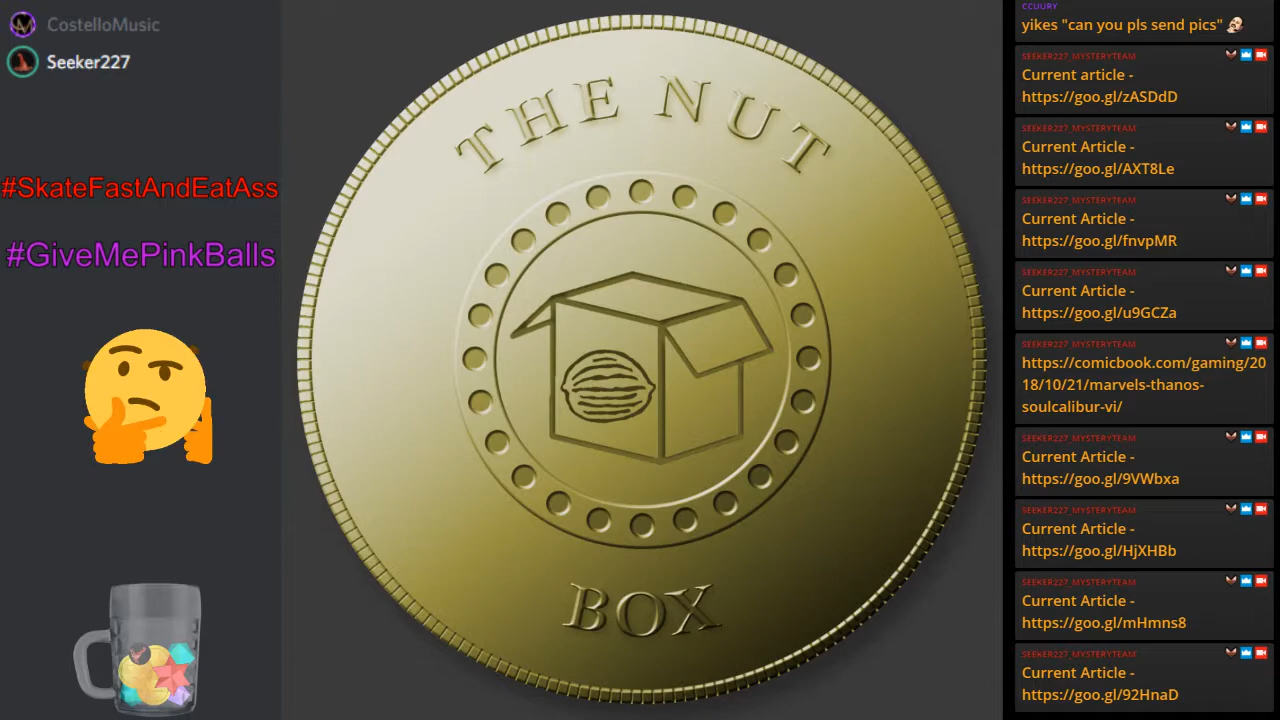 CostelloMusic
Seeker227
#SkateFastAndEatAss
#GiveMePinkBalls
THE NUT
BOX
CCUURY
yikes "can you pls send pics"
SEEKER227_MYSTERYTEAM
Current article -
https://goo.gl/zASDdD
SEEKER227_MYSTERYTEAM
Current Article -
https://goo.gl/AXT8Le
SEEKER227_MYSTERYTEAM
Current Article -
https://goo.gl/fnvpMR
SEEKER227_MYSTERYTEAM
Current Article -
https://goo.gl/u9GCZa
SEEKER227_MYSTERYTEAM
https://comicbook.com/gaming/20
18/10/21/marvels-thanos-
soulcalibur-vi/
SEEKER227_MYSTERYTEAM
Current Article -
https://goo.gl/9VWbxa
SEEKER227_MYSTERYTEAM
Current Article -
https://goo.gl/HjXHBb
SEEKER227_MYSTERYTEAM
Current Article -
https://goo.gl/mHmns8
SEEKER227_MYSTERYTEAM
Current Article -
https://goo.gl/92HnaD